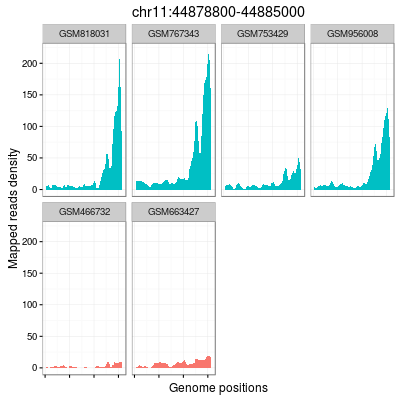 chr11:44878800-44885000
GSM818031 GSM767343 GSM753429 GSM956008
200
150
100
50
0
GSM466732 GSM663427
200
150
100
50
0
Mapped reads density
Genome positions